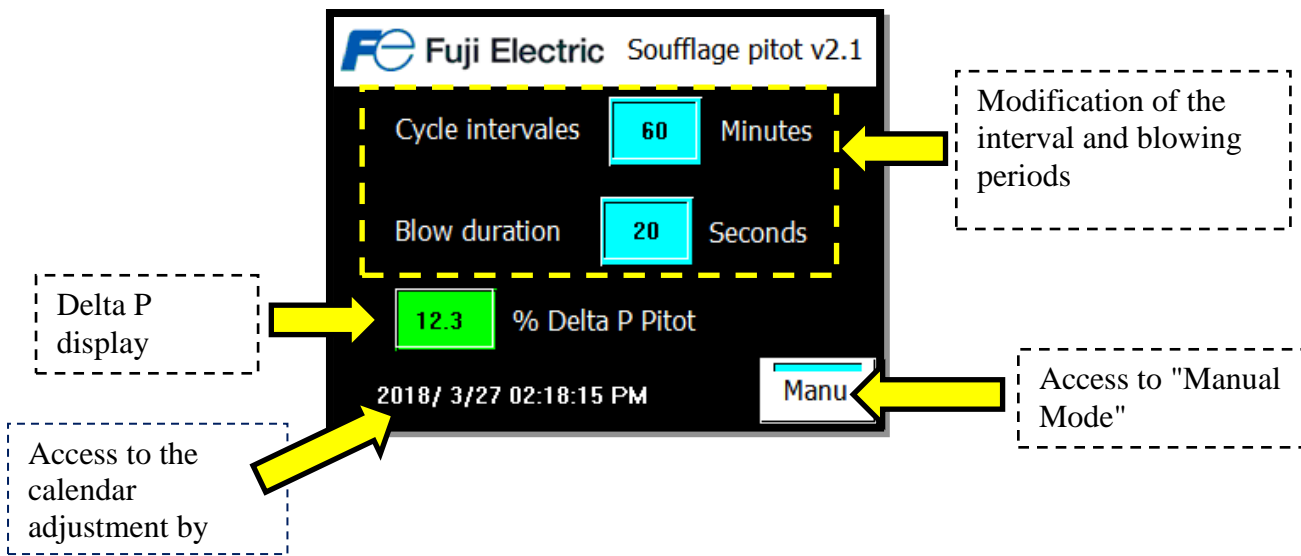 Fe Fuji Electric Soufflage pitot v2.1
Cycle intervales 60 Minutes
Blow duration 20 Seconds
12.3 % Delta P Pitot
2018/ 3/27 02:18:15 PM
Manu
Modification of the
interval and blowing
periods
Delta P
display
Access to "Manual
Mode"
Access to the
calendar
adjustment by